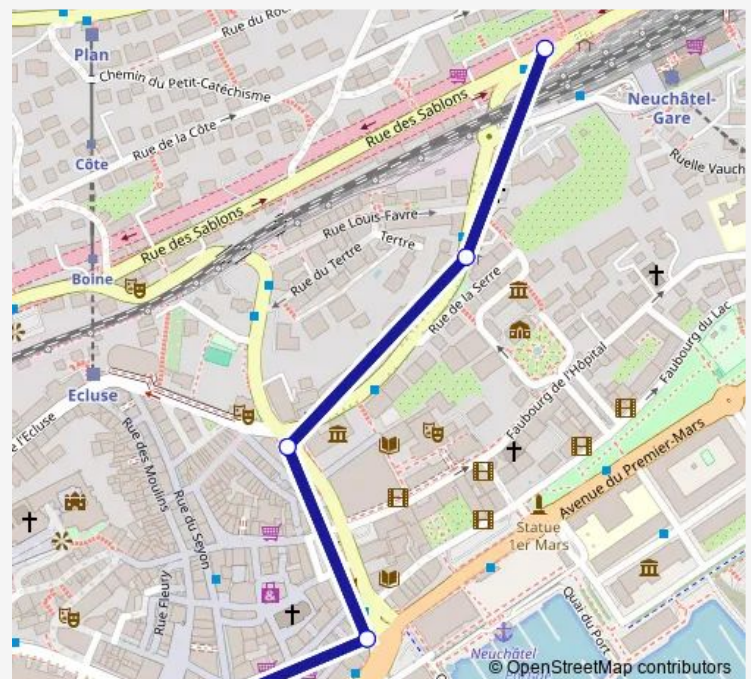 Rue du Roc
Plan
Chemin du Petit-Catéchisme
Neuchâtel-
Gare
Rue des Sablons
Rue de la Côte
Côte
Ruelle Vauch
Rue Louis-Favre
Tertre
Rue des Sablons
Rue du Tertre
Boine
Rue de la Serre
Faubourg du Lac
Faubourg de l'Hôpital
Ecluse
e l'Ecluse
Rue des Moulins
Avenue du Premier-Mars
Rue du Seyon
Statue
1er Mars
Rue Fleury
Quai du Port
Neuchâtel
© OpenStreetMap contributors